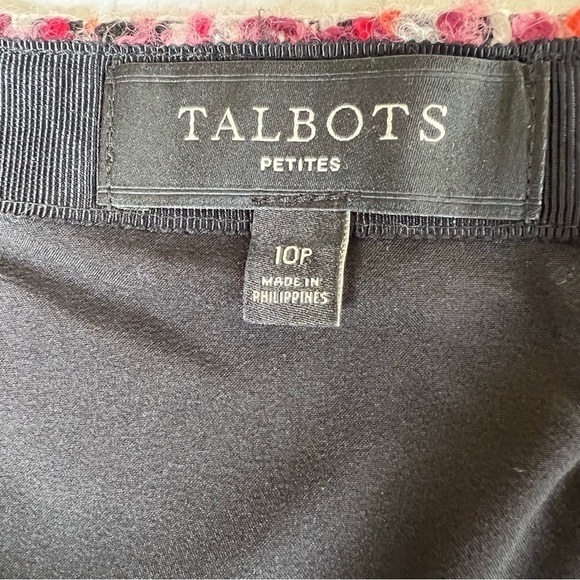 TALBOTS
PETITES
10P
MADE IN
PHILIPPINES